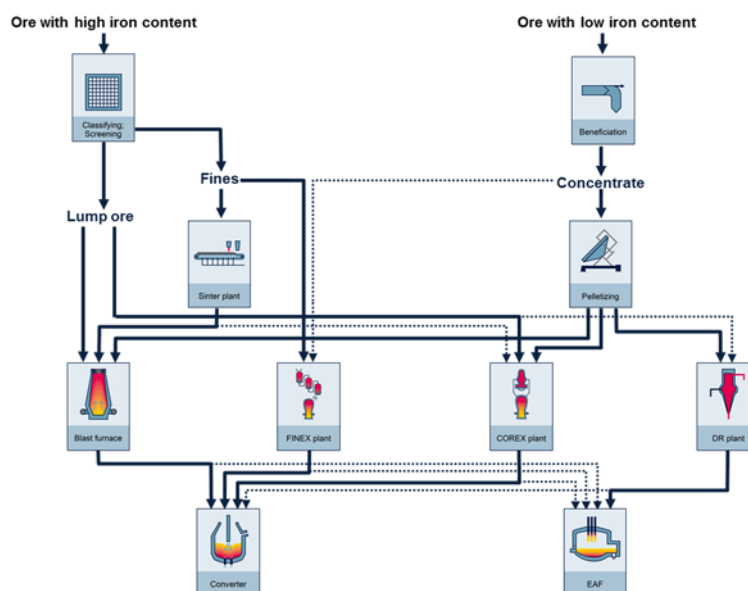 Ore with high iron content
Ore with low iron content
Classifying;
Screening
Beneficiation
Fines
Concentrate
Lump ore
Sinter plant
Pelletizing
Blast furnace
FINEX plant
COREX plant
DR plant
Converter
EAF